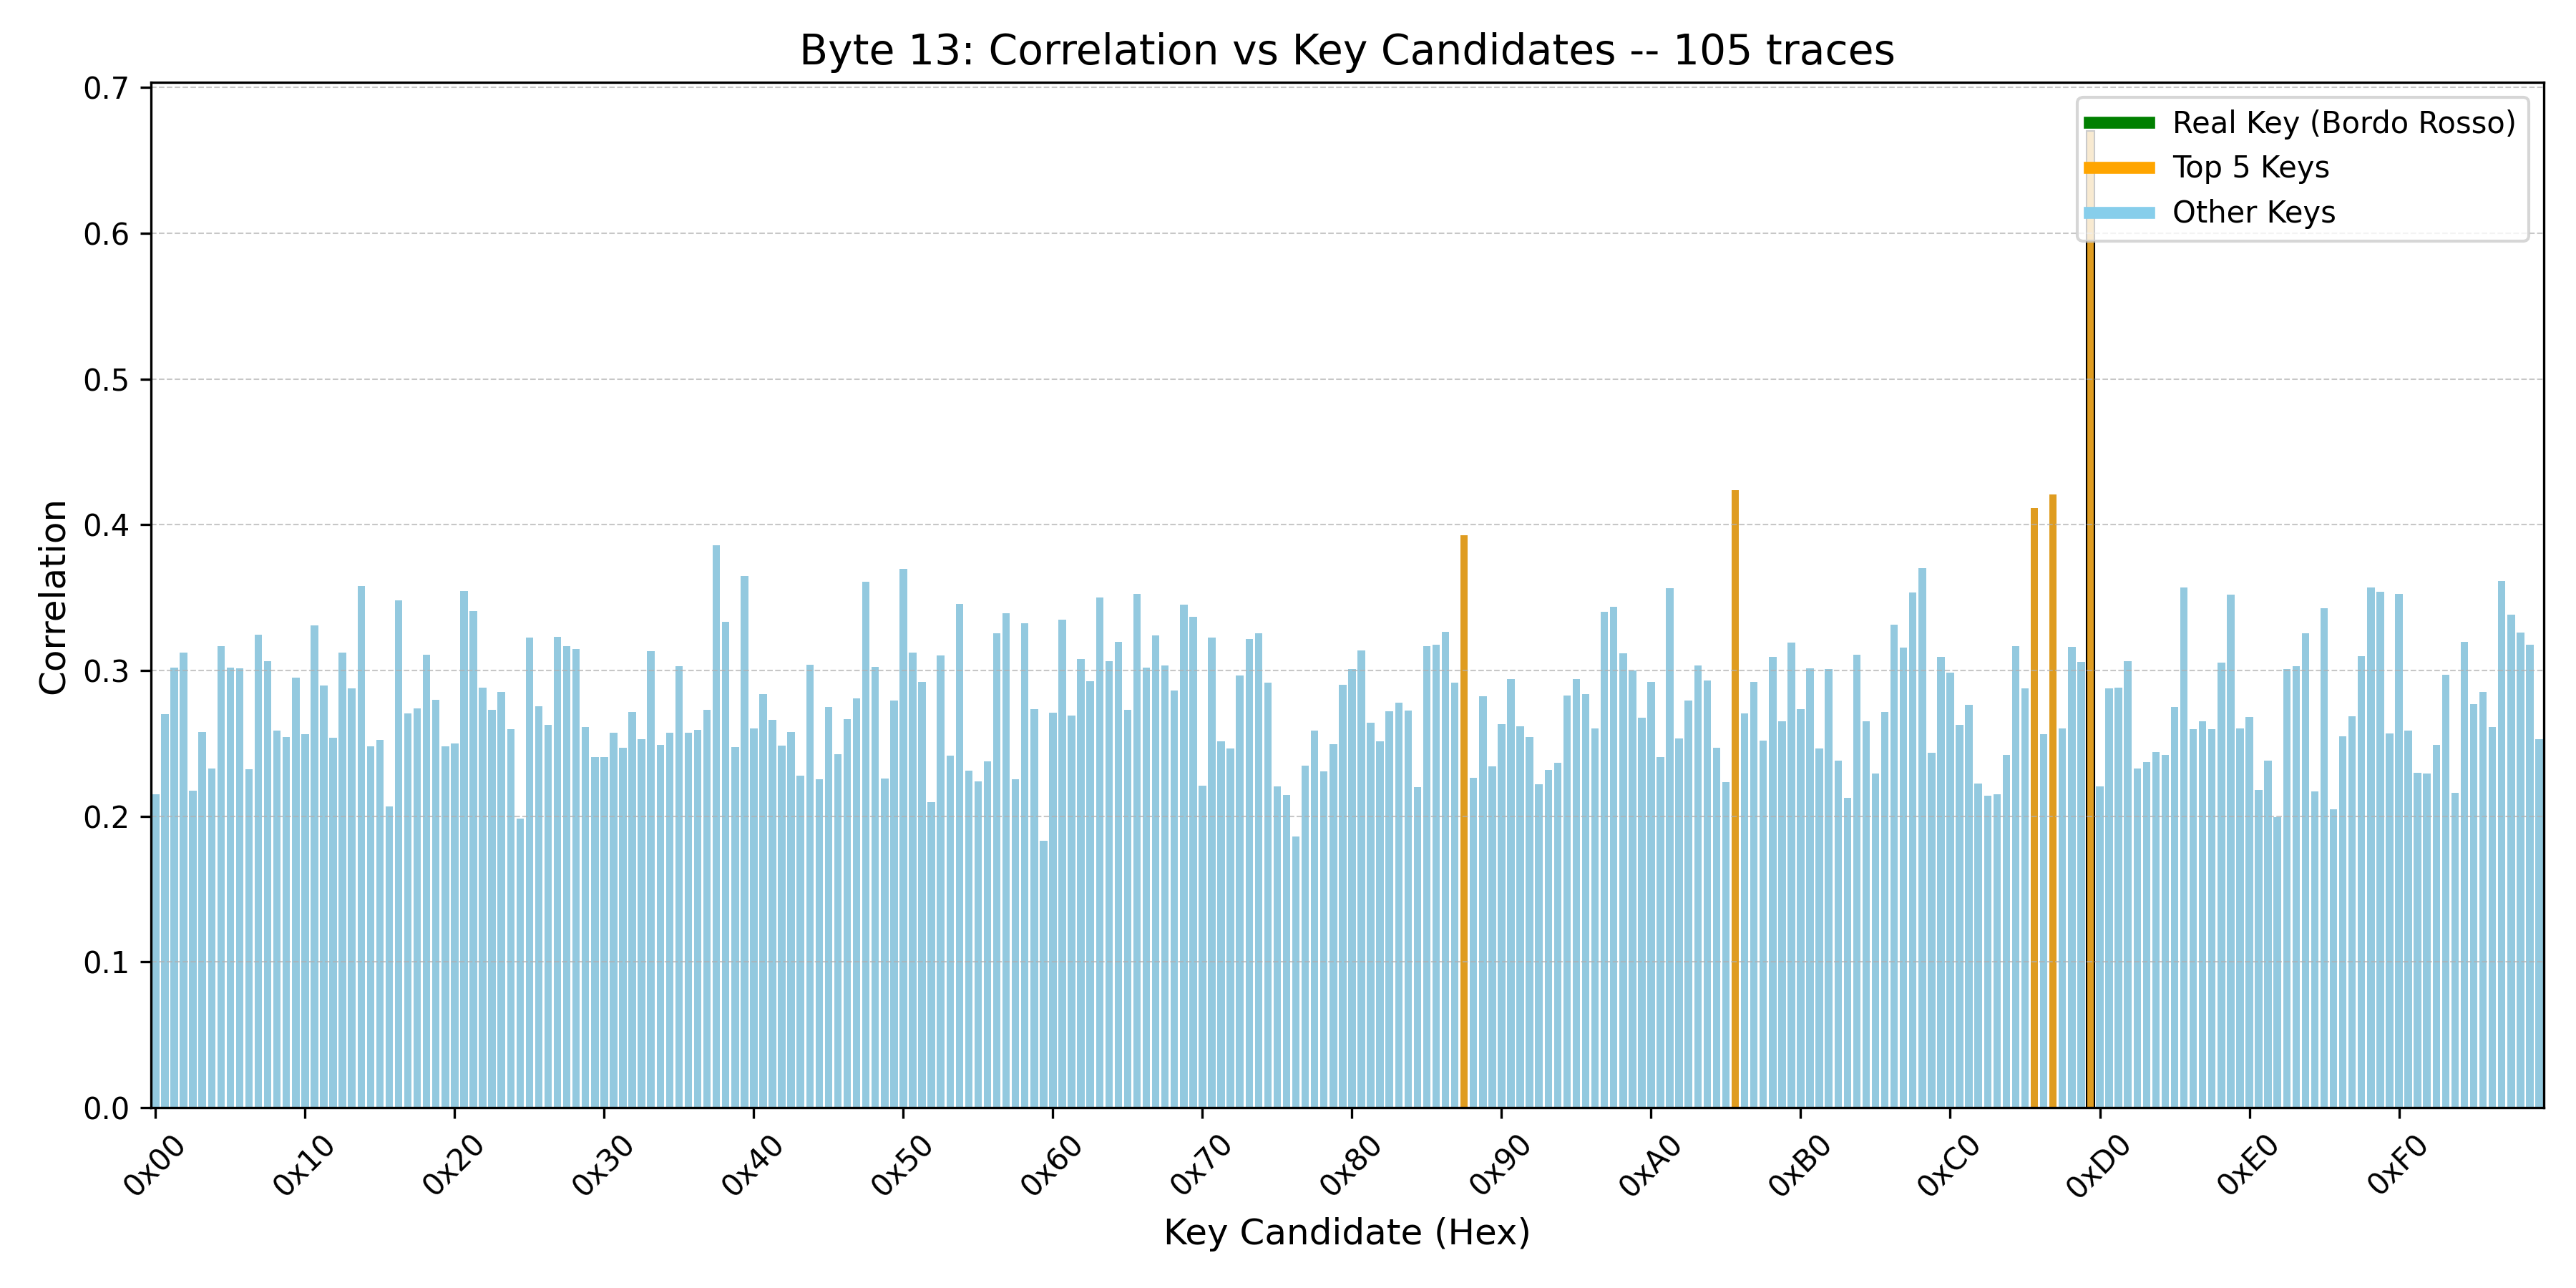 Byte 13: Correlation vs Key Candidates -- 105 traces
Real Key (Bordo Rosso)
Top 5 Keys
Other Keys
Correlation
0.7
0.6
0.5
0.4
0.3
0.2
0.1
0.0
0x00 0x10 0x20 0x30 0x40 0x50 0x60 0x70 0x80 0x90 0xA0 0xB0 0xC0 0xD0 0xE0 0xF0
Key Candidate (Hex)